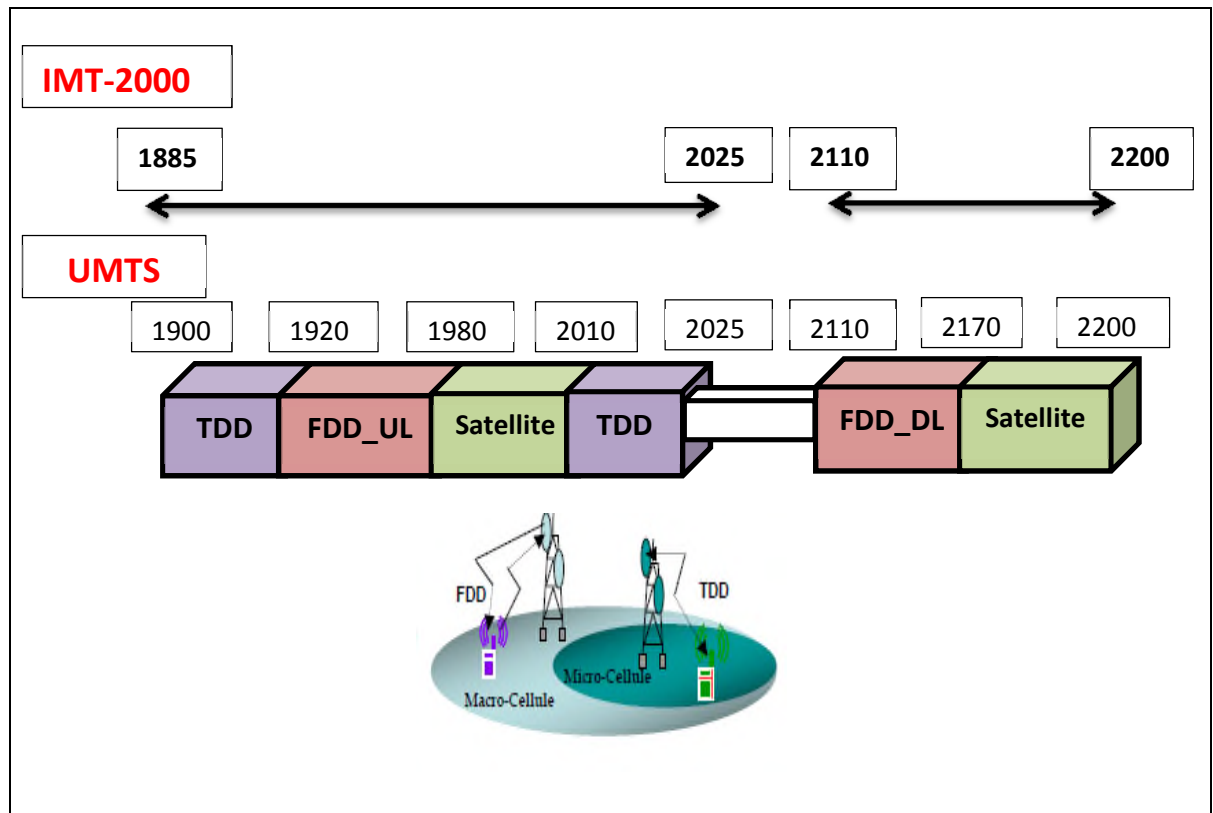 IMT-2000
1885 2025 2110 2200
UMTS
1900 1920 1980 2010 2025 2110 2170 2200
TDD FDD_UL Satellite TDD FDD_DL Satellite
FDD TDD
Micro-Cellule
Macro-Cellule